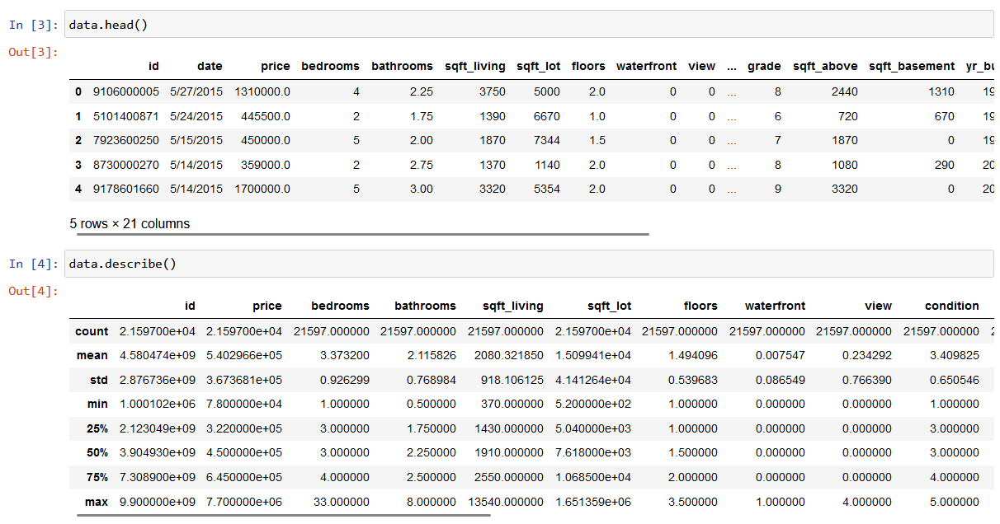 In [3]: data.head()
Out[3]:
id date price bedrooms bathrooms sqft_living sqft_lot floors waterfront view ... grade sqft_above sqft_basement yr_bu
0 9106000005 5/27/2015 1310000.0 4 2.25 3750 5000 2.0 0 0 ... 8 2440 1310 19
1 5101400871 5/24/2015 445500.0 2 1.75 1390 6670 1.0 0 0 ... 6 720 670 19
2 7923600250 5/15/2015 450000.0 5 2.00 1870 7344 1.5 0 0 ... 7 1870 0 19
3 8730000270 5/14/2015 359000.0 2 2.75 1370 1140 2.0 0 0 ... 8 1080 290 20
4 9178601660 5/14/2015 1700000.0 5 3.00 3320 5354 2.0 0 0 ... 9 3320 0 20
5 rows × 21 columns
In [4]: data.describe()
Out[4]:
id price bedrooms bathrooms sqft_living sqft_lot floors waterfront view condition
count 2.159700e+04 2.159700e+04 21597.000000 21597.000000 21597.000000 2.159700e+04 21597.000000 21597.000000 21597.000000 21597.000000 2
mean 4.580474e+09 5.402966e+05 3.373200 2.115826 2080.321850 1.509941e+04 1.494096 0.007547 0.234292 3.409825
std 2.876736e+09 3.673681e+05 0.926299 0.768984 918.106125 4.141264e+04 0.539683 0.086549 0.766390 0.650546
min 1.000102e+06 7.800000e+04 1.000000 0.500000 370.000000 5.200000e+02 1.000000 0.000000 0.000000 1.000000
25% 2.123049e+09 3.220000e+05 3.000000 1.750000 1430.000000 5.040000e+03 1.000000 0.000000 0.000000 3.000000
50% 3.904930e+09 4.500000e+05 3.000000 2.250000 1910.000000 7.618000e+03 1.500000 0.000000 0.000000 3.000000
75% 7.308900e+09 6.450000e+05 4.000000 2.500000 2550.000000 1.068500e+04 2.000000 0.000000 0.000000 4.000000
max 9.900000e+09 7.700000e+06 33.000000 8.000000 13540.000000 1.651359e+06 3.500000 1.000000 4.000000 5.000000